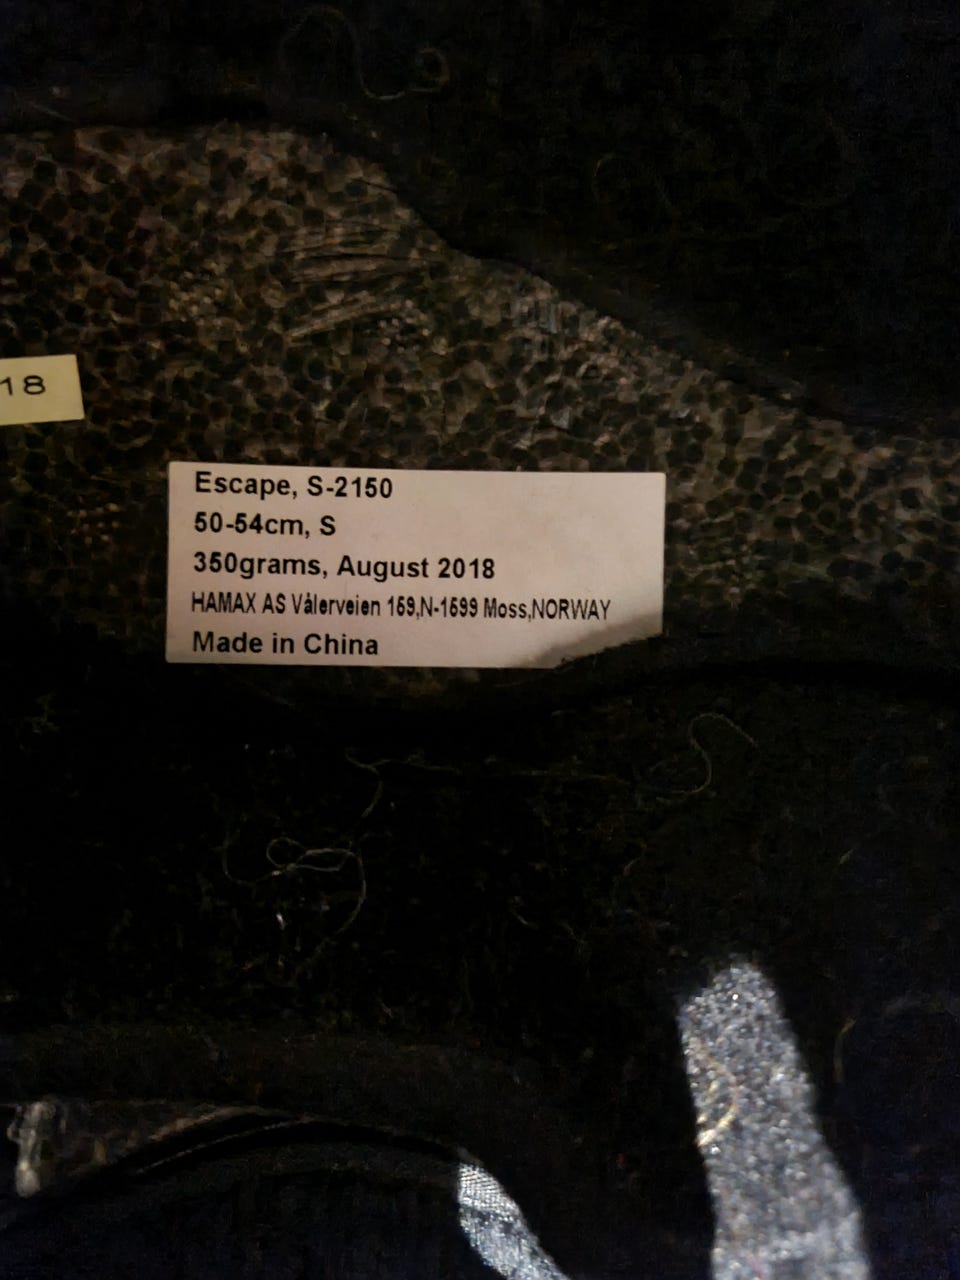 18
Escape, S-2150
50-54cm, S
350grams, August 2018
HAMAX AS Vålerveien 159,N-1599 Moss,NORWAY
Made in China